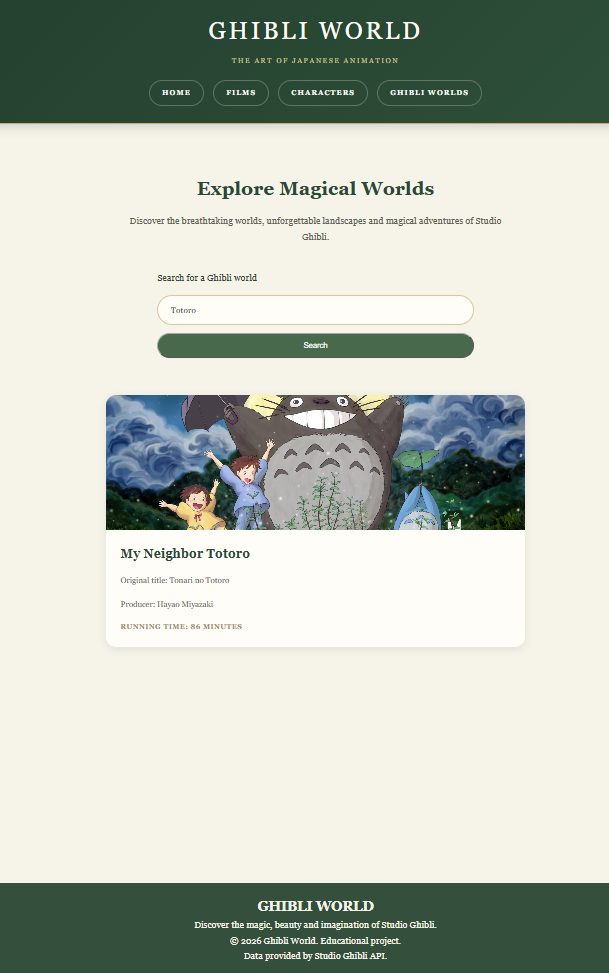 GHIBLI WORLD
THE ART OF JAPANESE ANIMATION
HOME FILMS CHARACTERS GHIBLI WORLDS
Explore Magical Worlds
Discover the breathtaking worlds, unforgettable landscapes and magical adventures of Studio
Ghibli.
Search for a Ghibli world
Totoro
Search
My Neighbor Totoro
Original title: Tonari no Totoro
Producer: Hayao Miyazaki
RUNNING TIME: 86 MINUTES
GHIBLI WORLD
Discover the magic, beauty and imagination of Studio Ghibli.
© 2026 Ghibli World. Educational project.
Data provided by Studio Ghibli API.